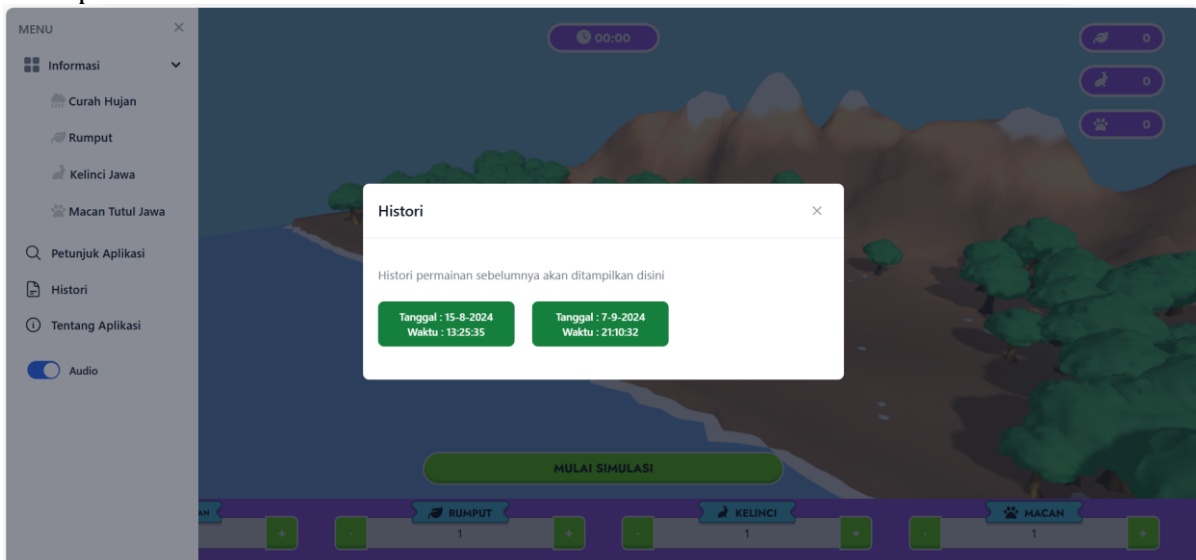 MENU
Informasi
Curah Hujan
Rumput
Kelinci Jawa
Macan Tutul Jawa
Petunjuk Aplikasi
Histori
Tentang Aplikasi
Audio
00:00
0
0
0
Histori
Histori permainan sebelumnya akan ditampilkan disini
Tanggal : 15-8-2024
Waktu : 13:25:35
Tanggal : 7-9-2024
Waktu : 21:10:32
MULAI SIMULASI
AN
RUMPUT
KELINCI
MACAN
+
-
1
+
-
1
+
-
1
+